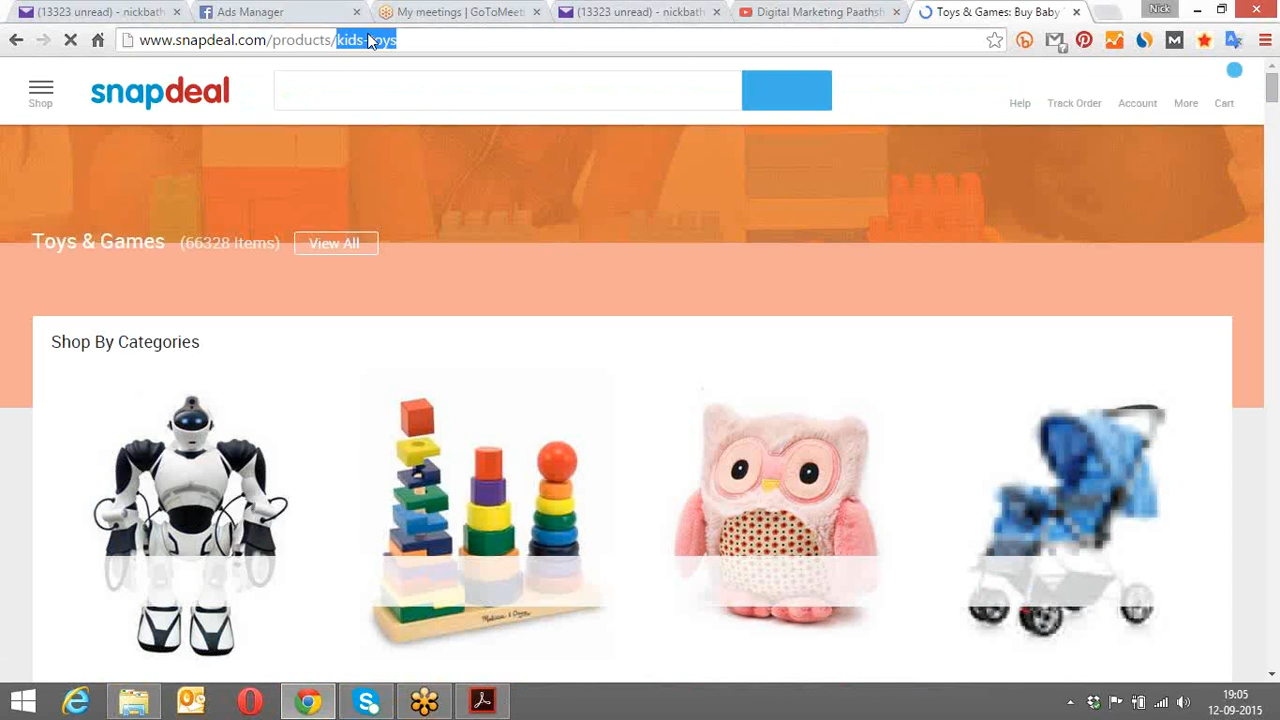 (13323 unread) - nickbath
Ads Manager
My meetings | GoToMeeti
(13323 unread) - nickbath
Digital Marketing Paathsh
Toys & Games: Buy Baby
Nick
www.snapdeal.com/products/kids-toys
Shop
snapdeal
Help
Track Order
Account
More
Cart
Toys & Games (66328 Items) View All
Shop By Categories
19:05
12-09-2015